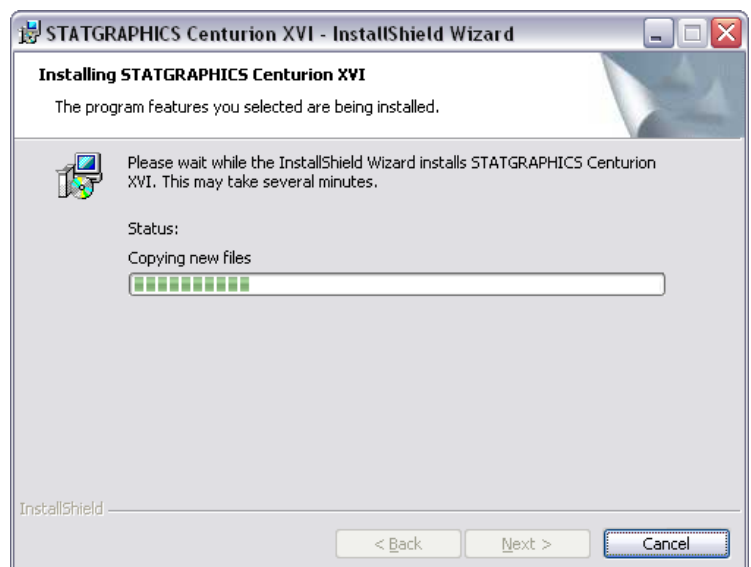 STATGRAPHICS Centurion XVI - InstallShield Wizard
Installing STATGRAPHICS Centurion XVI
The program features you selected are being installed.
Please wait while the InstallShield Wizard installs STATGRAPHICS Centurion
XVI. This may take several minutes.
Status:
Copying new files
InstallShield
< Back Next > Cancel